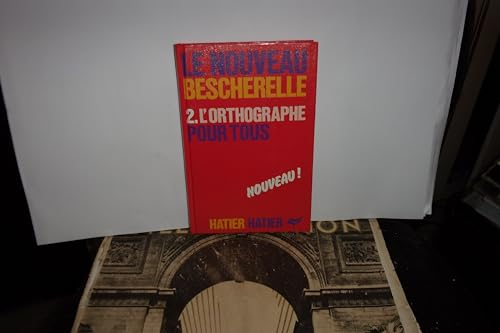 LE NOUVEAU
BESCHERELLE
2. L'ORTHOGRAPHE
POUR TOUS
NOUVEAU !
HATIER HATIER